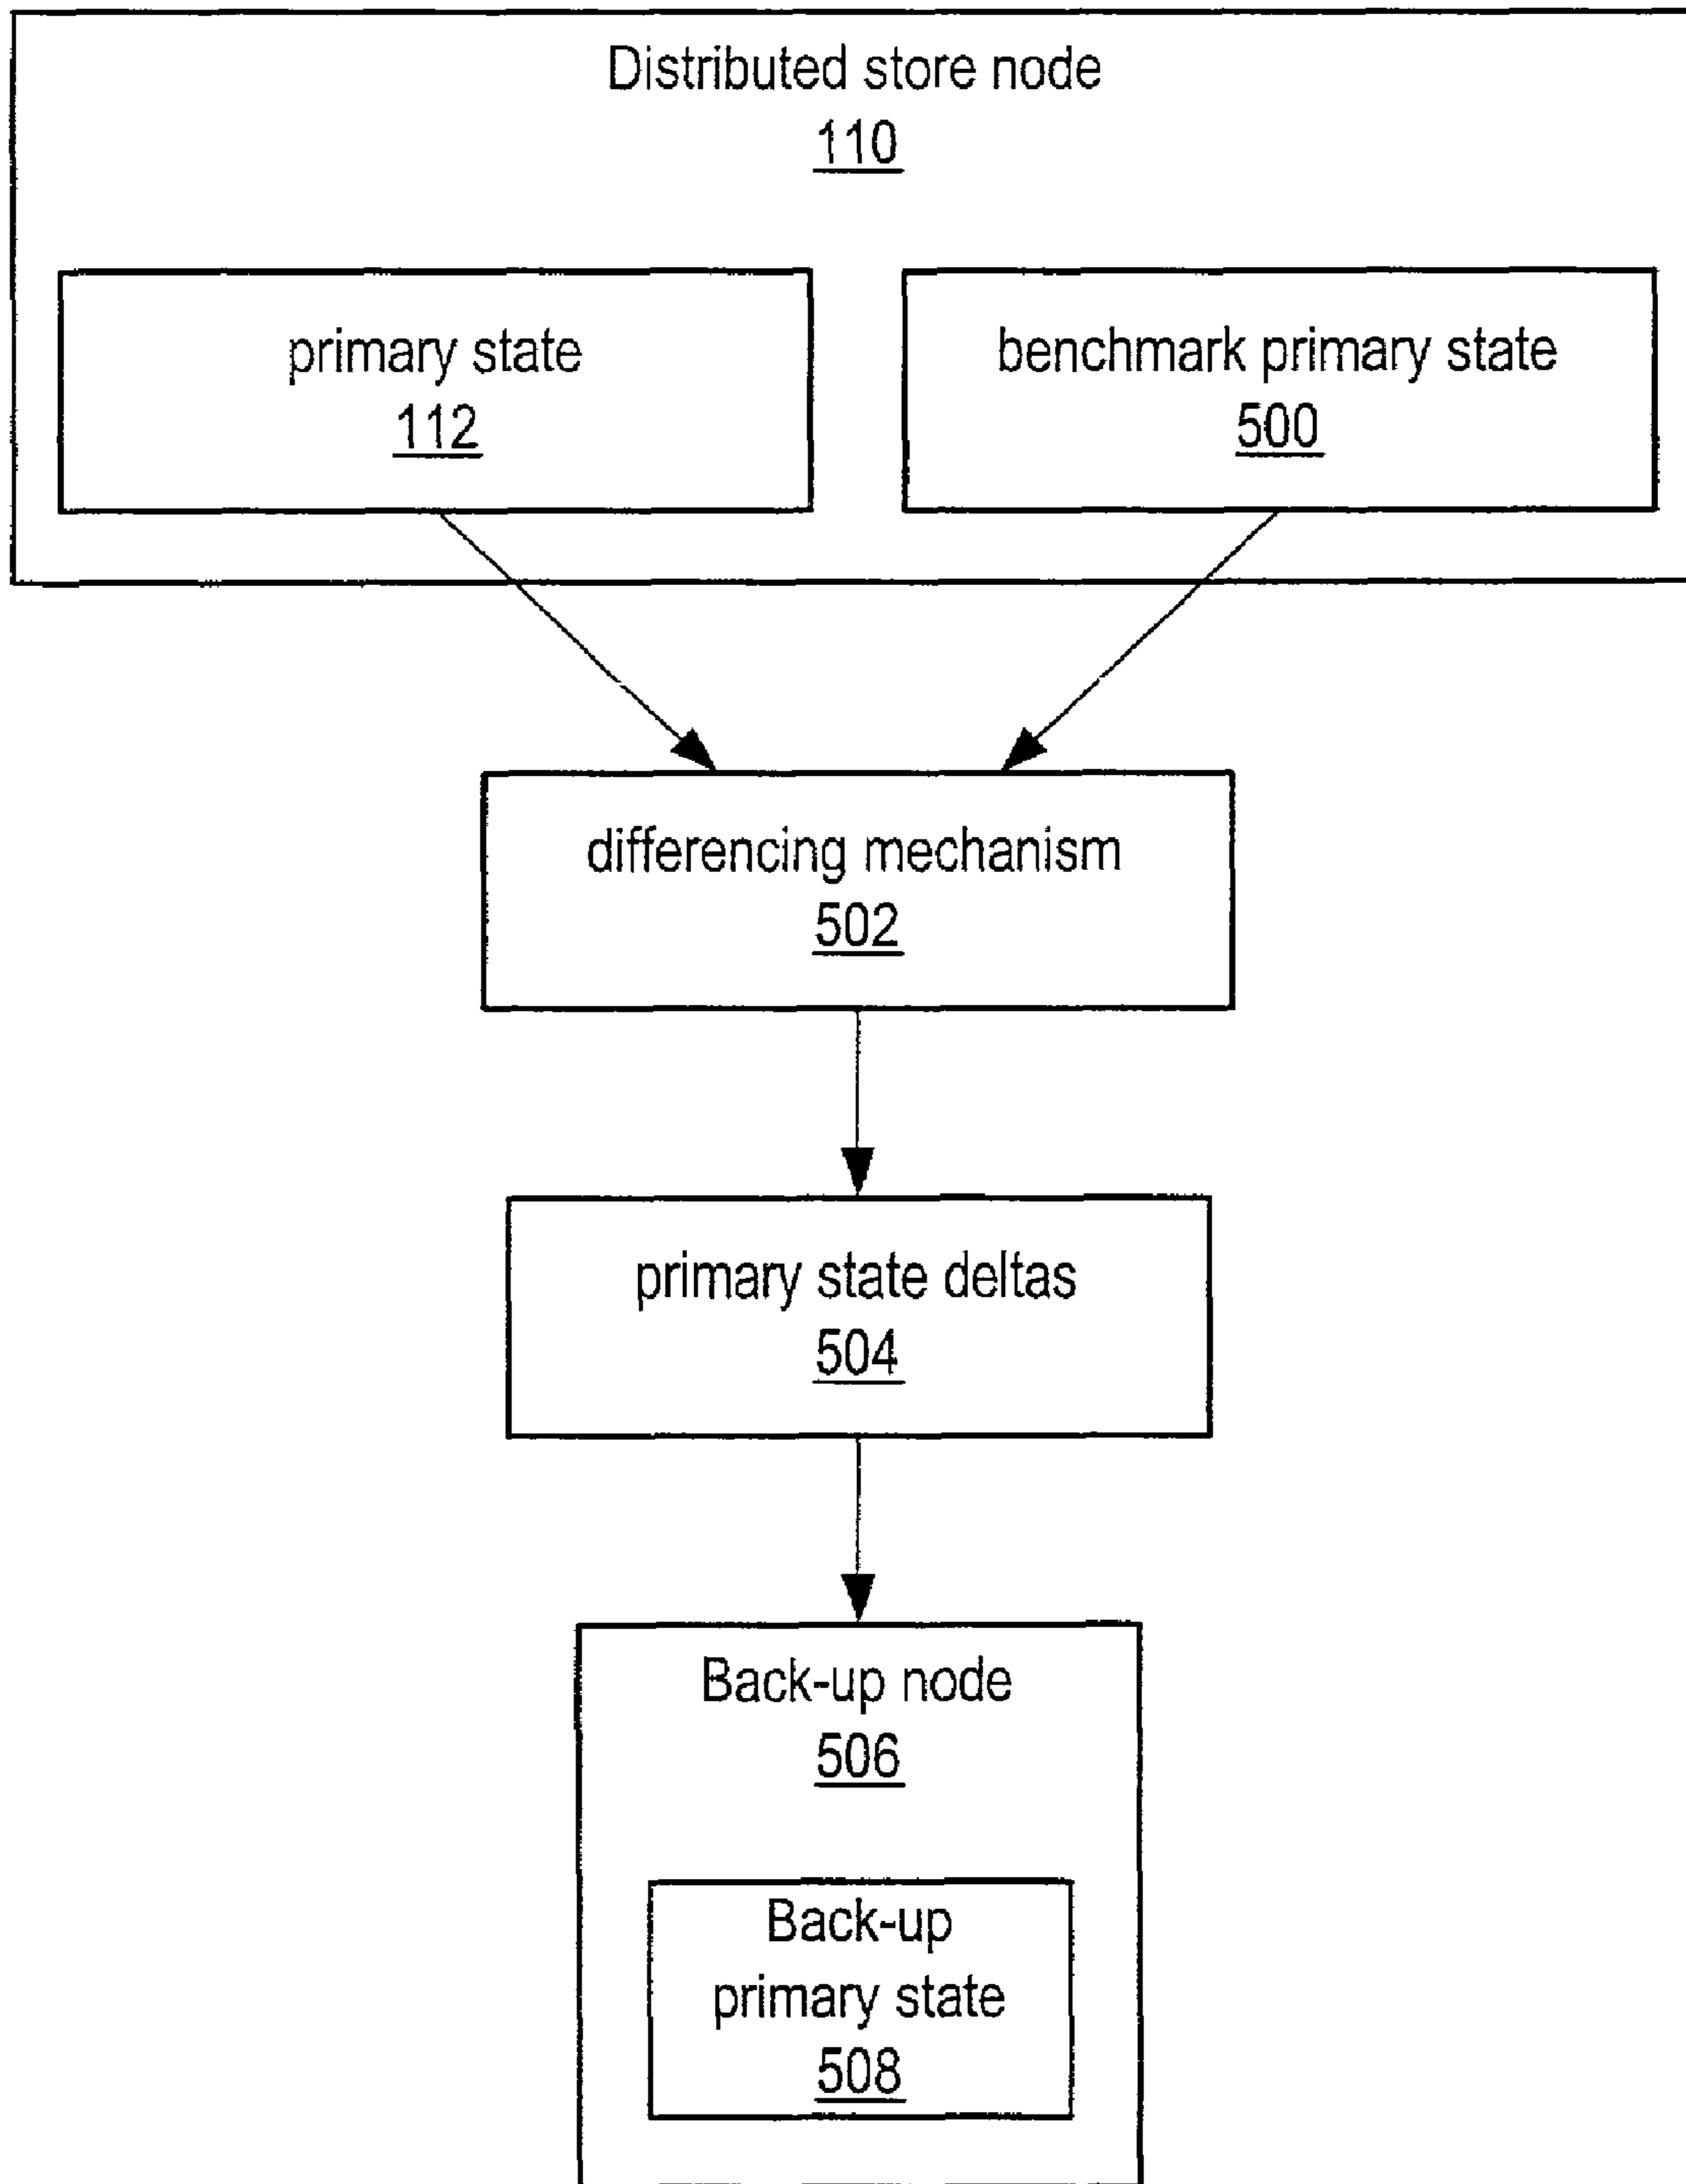 Distributed store node
110
primary state
112
benchmark primary state
500
differencing mechanism
502
primary state deltas
504
Back-up node
506
Back-up
primary state
508